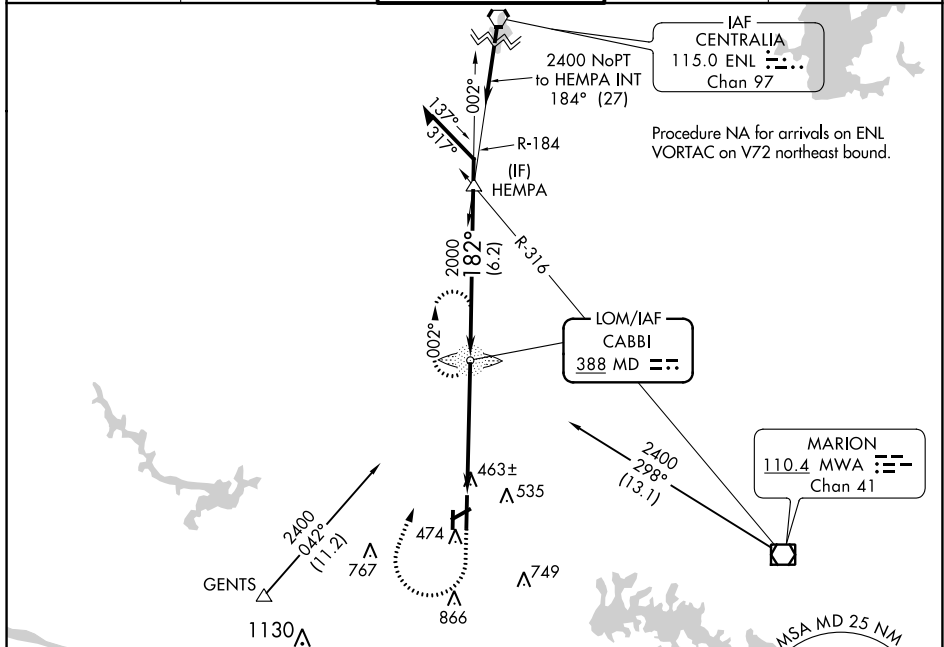 IAF
CENTRALIA
115.0 ENL
Chan 97
2400 NoPT
to HEMPA INT
184° (27)
002°
137°
317°
Procedure NA for arrivals on ENL
VORTAC on V72 northeast bound.
R-184
(IF)
HEMPA
R-316
2000
182°
(6.2)
002°
LOM/IAF
CABBI
388 MD
MARION
110.4 MWA
Chan 41
2400
298°
(13.1)
463±
535
474
2400
042°
(11.2)
767
749
GENTS
866
1130
MSA MD 25 NM